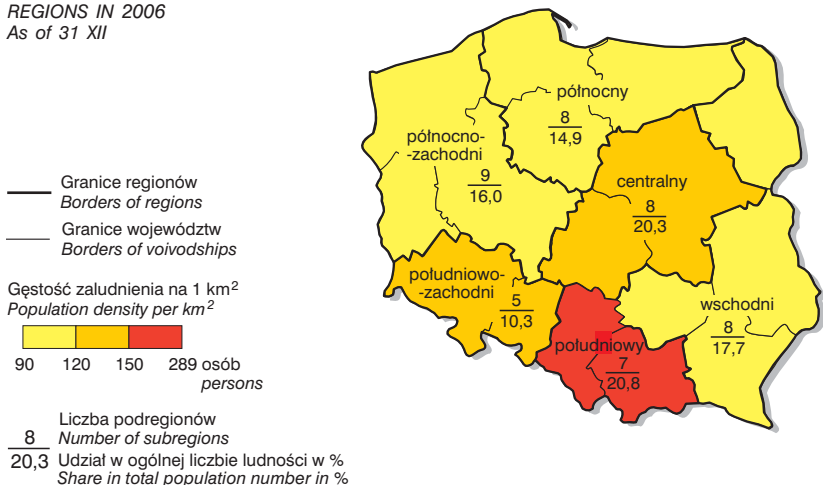 REGIONS IN 2006
As of 31 XII
północny
8
14,9
północno-
-zachodni
9
16,0
centralny
8
20,3
południowo-
-zachodni
5
10,3
wschodni
8
17,7
południowy
7
20,8
Granice regionów
Borders of regions
Granice województw
Borders of voivodships
Gęstość zaludnienia na 1 km²
Population density per km²
90 120 150 289 osób
persons
Liczba podregionów
8 Number of subregions
20,3 Udział w ogólnej liczbie ludności w %
Share in total population number in %